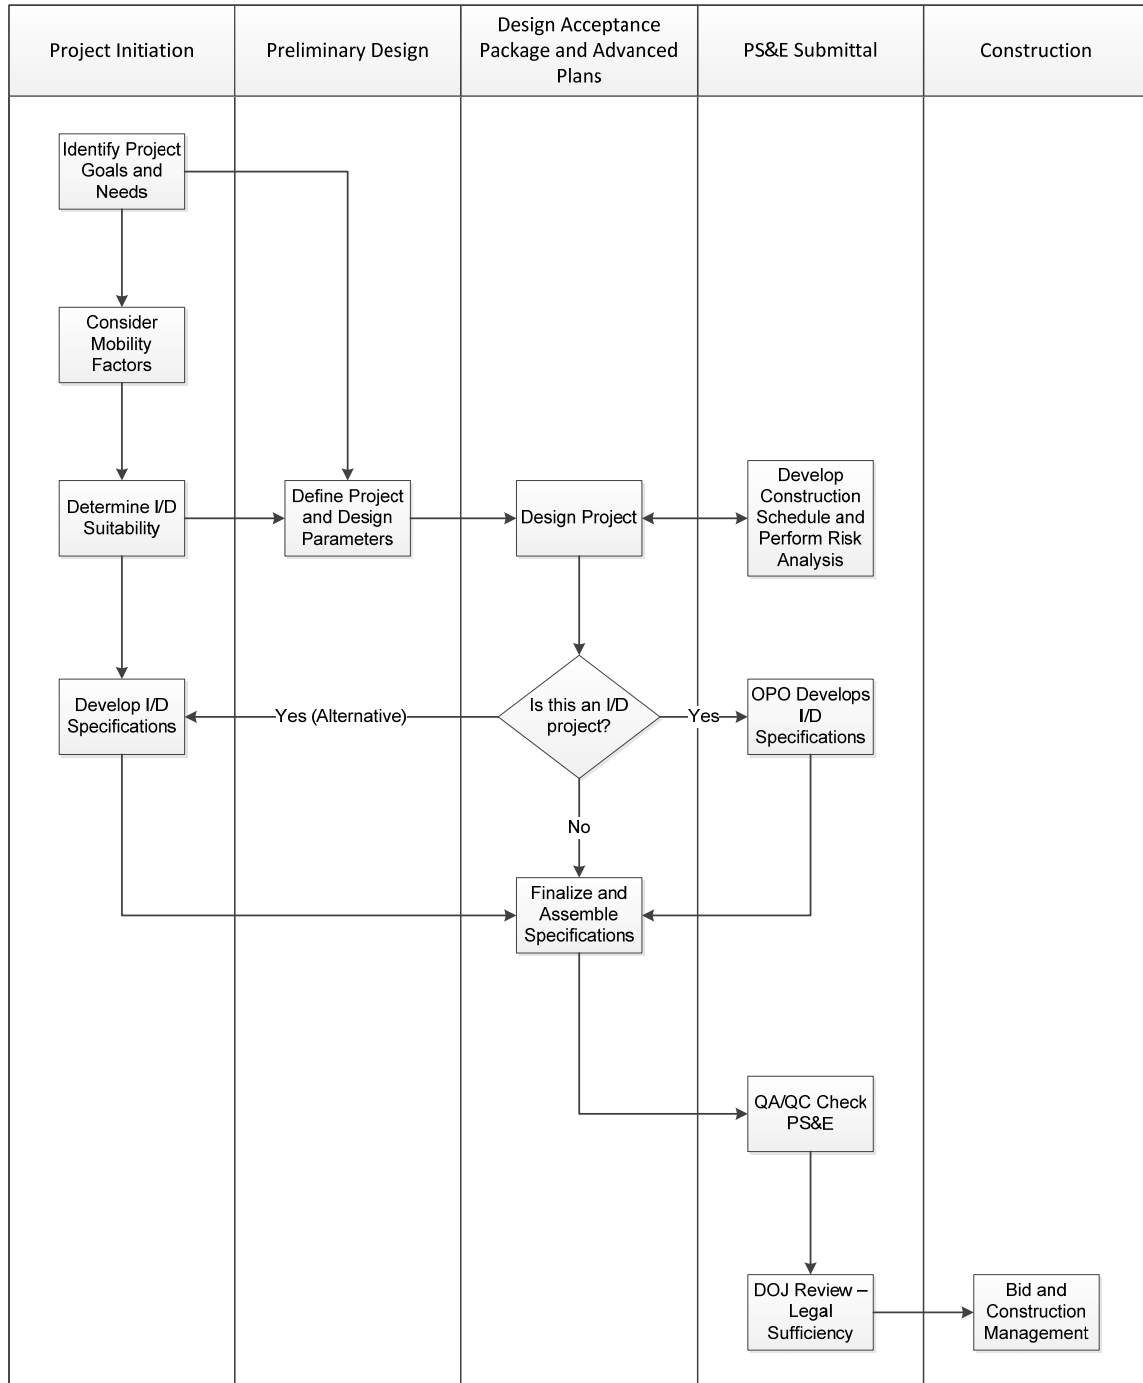 Project Initiation
Preliminary Design
Design Acceptance
Package and Advanced
Plans
PS&E Submittal
Construction
Identify Project
Goals and
Needs
Consider
Mobility
Factors
Determine I/D
Suitability
Define Project
and Design
Parameters
Design Project
Develop
Construction
Schedule and
Perform Risk
Analysis
Develop I/D
Specifications
Yes (Alternative)
Is this an I/D
project?
Yes
OPO Develops
I/D
Specifications
No
Finalize and
Assemble
Specifications
QA/QC Check
PS&E
DOJ Review –
Legal
Sufficiency
Bid and
Construction
Management